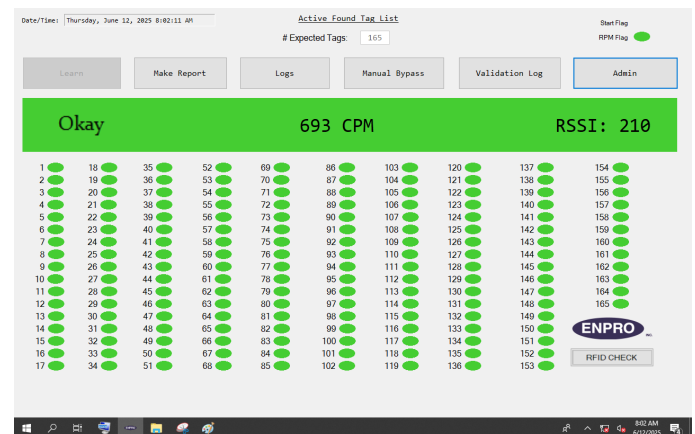 Date/Time: Thursday, June 12, 2025 8:02:11 AM
Active Found Tag List
Start Flag
# Expected Tags: 165
RPM Flag
Learn Make Report Logs Manual Bypass Validation Log Admin
Okay 693 CPM RSSI: 210
1 18 35 52 69 86 103 120 137 154
2 19 36 53 70 87 104 121 138 155
3 20 37 54 71 88 105 122 139 156
4 21 38 55 72 89 106 123 140 157
5 22 39 56 73 90 107 124 141 158
6 23 40 57 74 91 108 125 142 159
7 24 41 58 75 92 109 126 143 160
8 25 42 59 76 93 110 127 144 161
9 26 43 60 77 94 111 128 145 162
10 27 44 61 78 95 112 129 146 163
11 28 45 62 79 96 113 130 147 164
12 29 46 63 80 97 114 131 148 165
13 30 47 64 81 98 115 132 149
14 31 48 65 82 99 116 133 150
15 32 49 66 83 100 117 134 151
16 33 50 67 84 101 118 135 152
17 34 51 68 85 102 119 136 153
ENPRO INC.
RFID CHECK
8:02 AM
6/12/2025